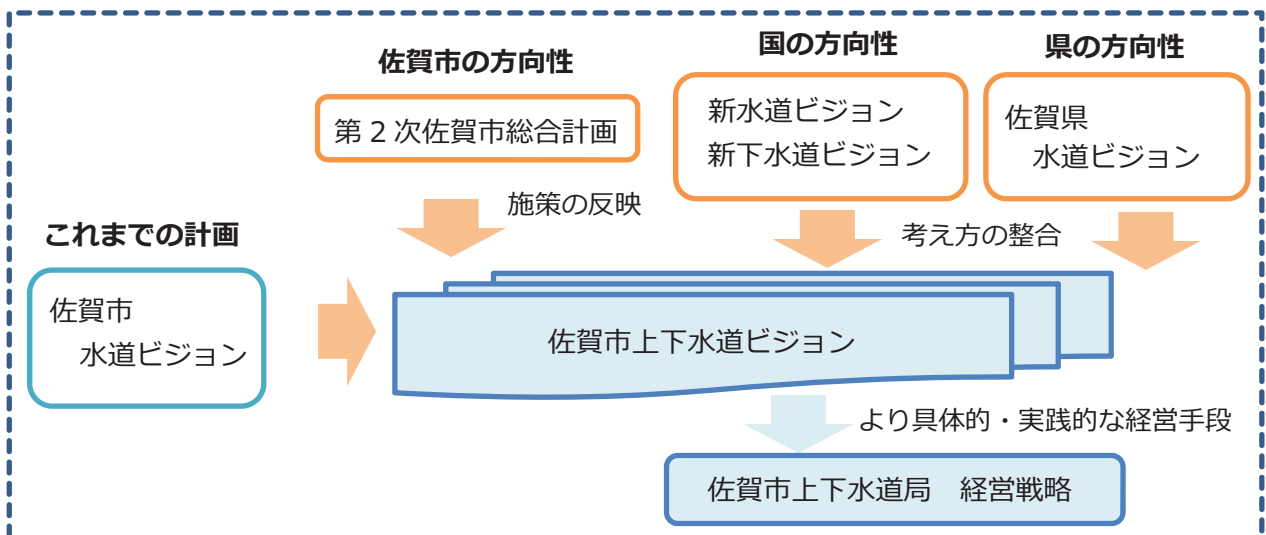 佐賀市の方向性
第２次佐賀市総合計画
施策の反映
国の方向性
新水道ビジョン
新下水道ビジョン
県の方向性
佐賀県
水道ビジョン
考え方の整合
これまでの計画
佐賀市
水道ビジョン
佐賀市上下水道ビジョン
より具体的・実践的な経営手段
佐賀市上下水道局　経営戦略